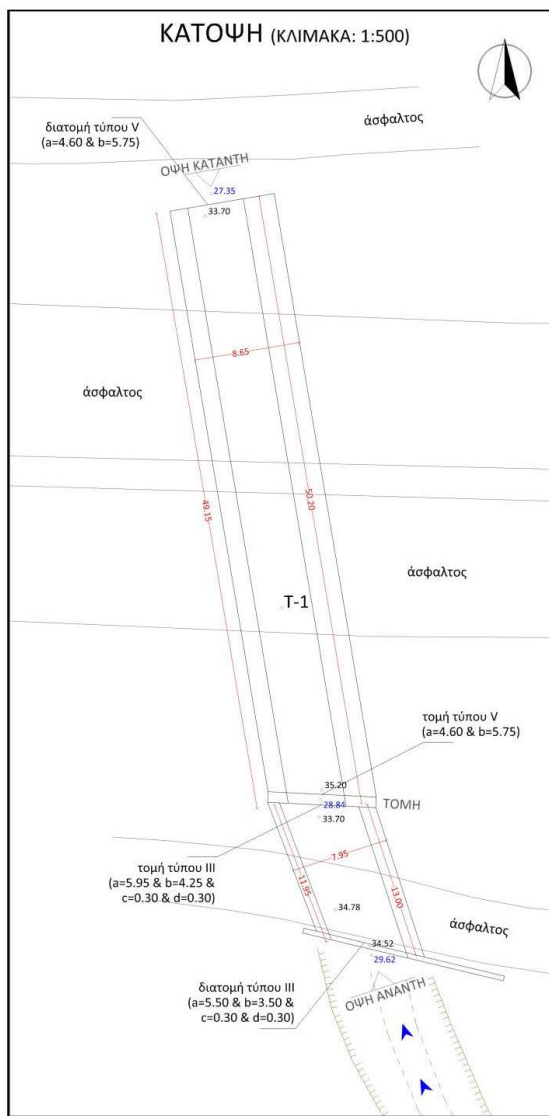 ΚΑΤΟΨΗ (ΚΛΙΜΑΚΑ: 1:500)
άσφαλτος
διατομή τύπου V
(a=4.60 & b=5.75)
ΟΨΗ ΚΑΤΑΝΤΗ
27.35
33.70
8.65
άσφαλτος
49.15
50.20
άσφαλτος
T-1
τομή τύπου V
(a=4.60 & b=5.75)
35.20
28.84
ΤΟΜΗ
33.70
7.95
τομή τύπου III
(a=5.95 & b=4.25 &
c=0.30 & d=0.30)
11.95
13.00
34.78
άσφαλτος
34.52
29.62
διατομή τύπου III
(a=5.50 & b=3.50 &
c=0.30 & d=0.30)
ΟΨΗ ΑΝΑΝΤΗ